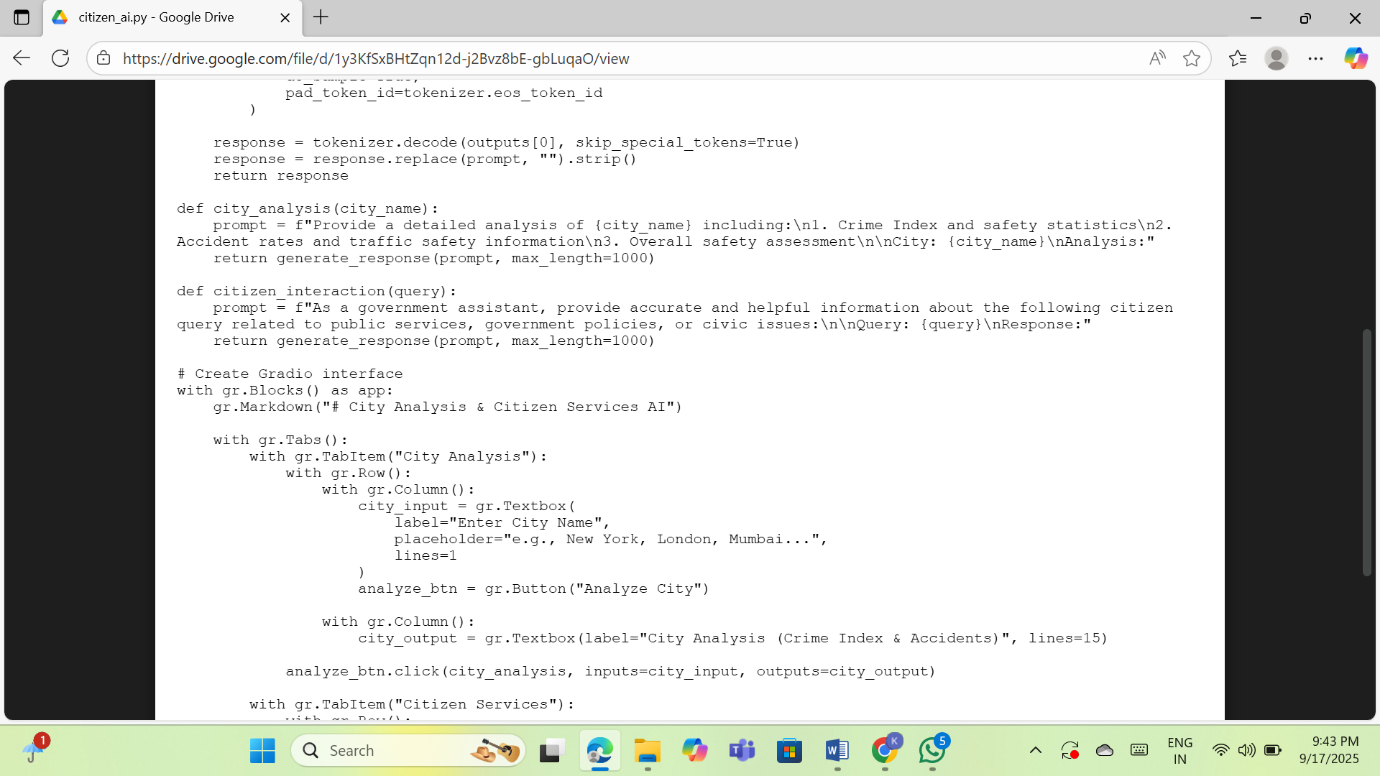 citizen_ai.py - Google Drive
https://drive.google.com/file/d/1y3KfSxBHtZqn12d-j2Bvz8bE-gbLuqaO/view
pad_token_id=tokenizer.eos_token_id
)
response = tokenizer.decode(outputs[0], skip_special_tokens=True)
response = response.replace(prompt, "").strip()
return response
def city_analysis(city_name):
prompt = f"Provide a detailed analysis of {city_name} including:\n1. Crime Index and safety statistics\n2.
Accident rates and traffic safety information\n3. Overall safety assessment\n\nCity: {city_name}\nAnalysis:"
return generate_response(prompt, max_length=1000)
def citizen_interaction(query):
prompt = f"As a government assistant, provide accurate and helpful information about the following citizen
query related to public services, government policies, or civic issues:\n\nQuery: {query}\nResponse:"
return generate_response(prompt, max_length=1000)
# Create Gradio interface
with gr.Blocks() as app:
gr.Markdown("# City Analysis & Citizen Services AI")
with gr.Tabs():
with gr.TabItem("City Analysis"):
with gr.Row():
with gr.Column():
city_input = gr.Textbox(
label="Enter City Name",
placeholder="e.g., New York, London, Mumbai...",
lines=1
)
analyze_btn = gr.Button("Analyze City")
with gr.Column():
city_output = gr.Textbox(label="City Analysis (Crime Index & Accidents)", lines=15)
analyze_btn.click(city_analysis, inputs=city_input, outputs=city_output)
with gr.TabItem("Citizen Services"):
1
Search
K
5
ENG
IN
9:43 PM
9/17/2025